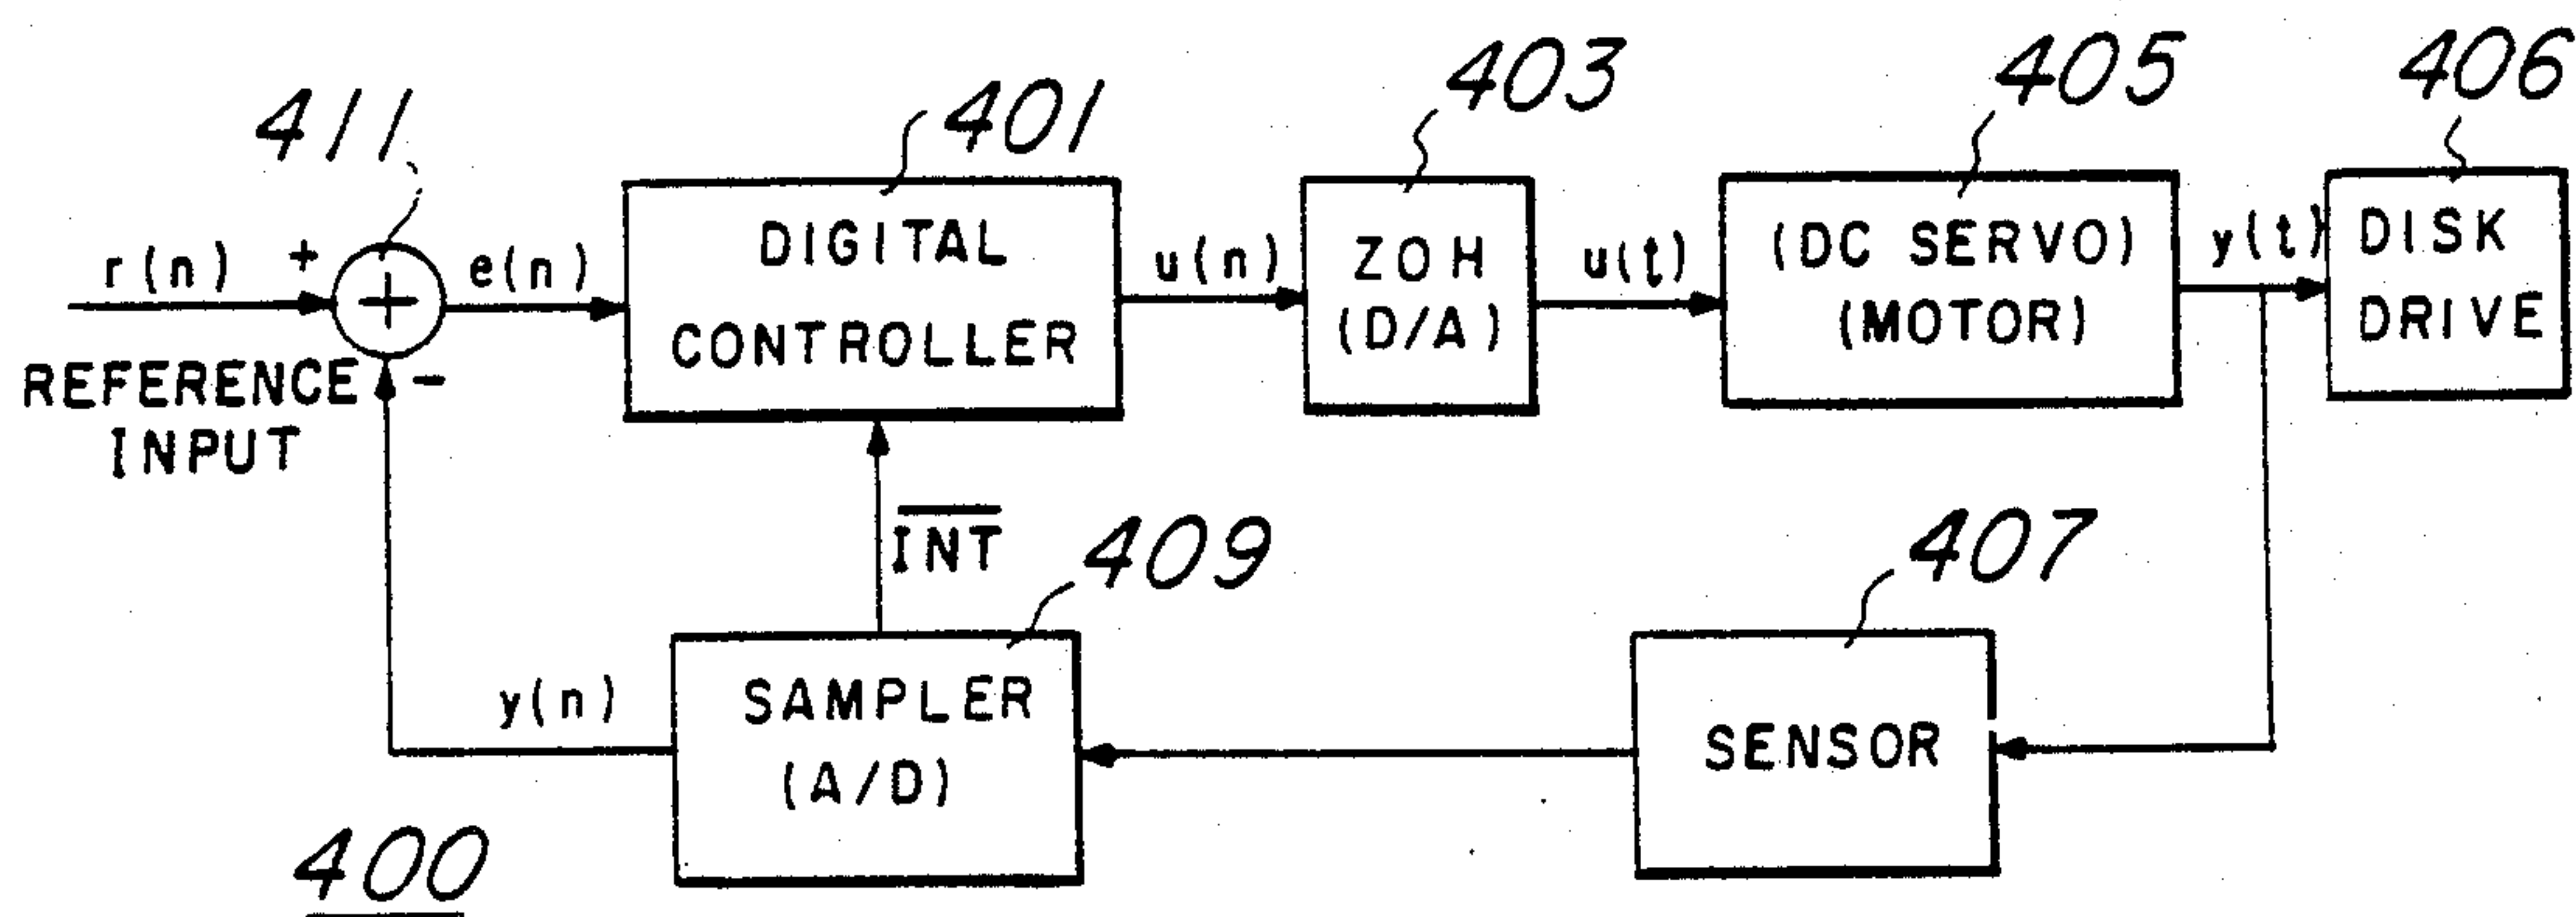 411
401
403
405
406
r(n)
+
+
e(n)
DIGITAL
CONTROLLER
u(n)
ZOH
(D/A)
u(t)
(DC SERVO)
(MOTOR)
y(t)
DISK
DRIVE
REFERENCE
INPUT
-
I̅N̅T̅
409
407
y(n)
SAMPLER
(A/D)
SENSOR
400